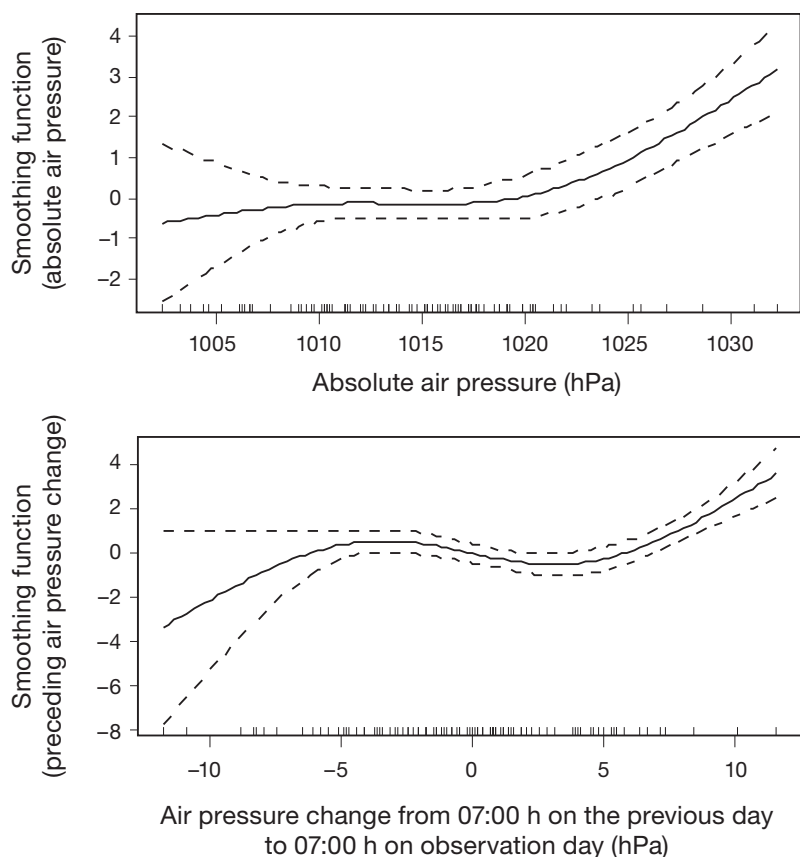 Smoothing function
(absolute air pressure)
4
3
2
1
0
−1
−2
1005 1010 1015 1020 1025 1030
Absolute air pressure (hPa)
Smoothing function
(preceding air pressure change)
4
2
0
−2
−4
−6
−8
−10 −5 0 5 10
Air pressure change from 07:00 h on the previous day
to 07:00 h on observation day (hPa)